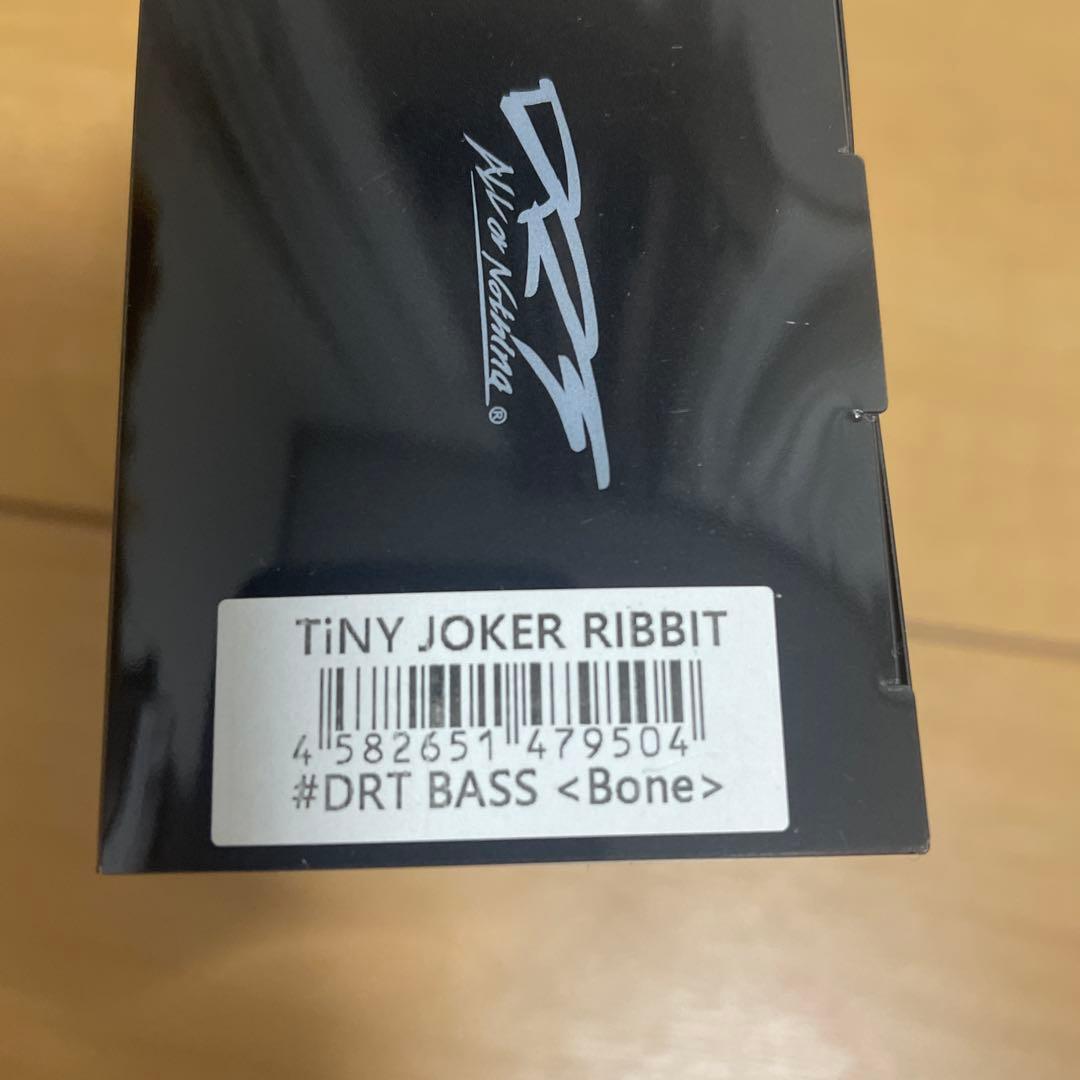 DRT
All or Nothing®
TiNY JOKER RIBBIT
4 582651 479504
#DRT BASS <Bone>